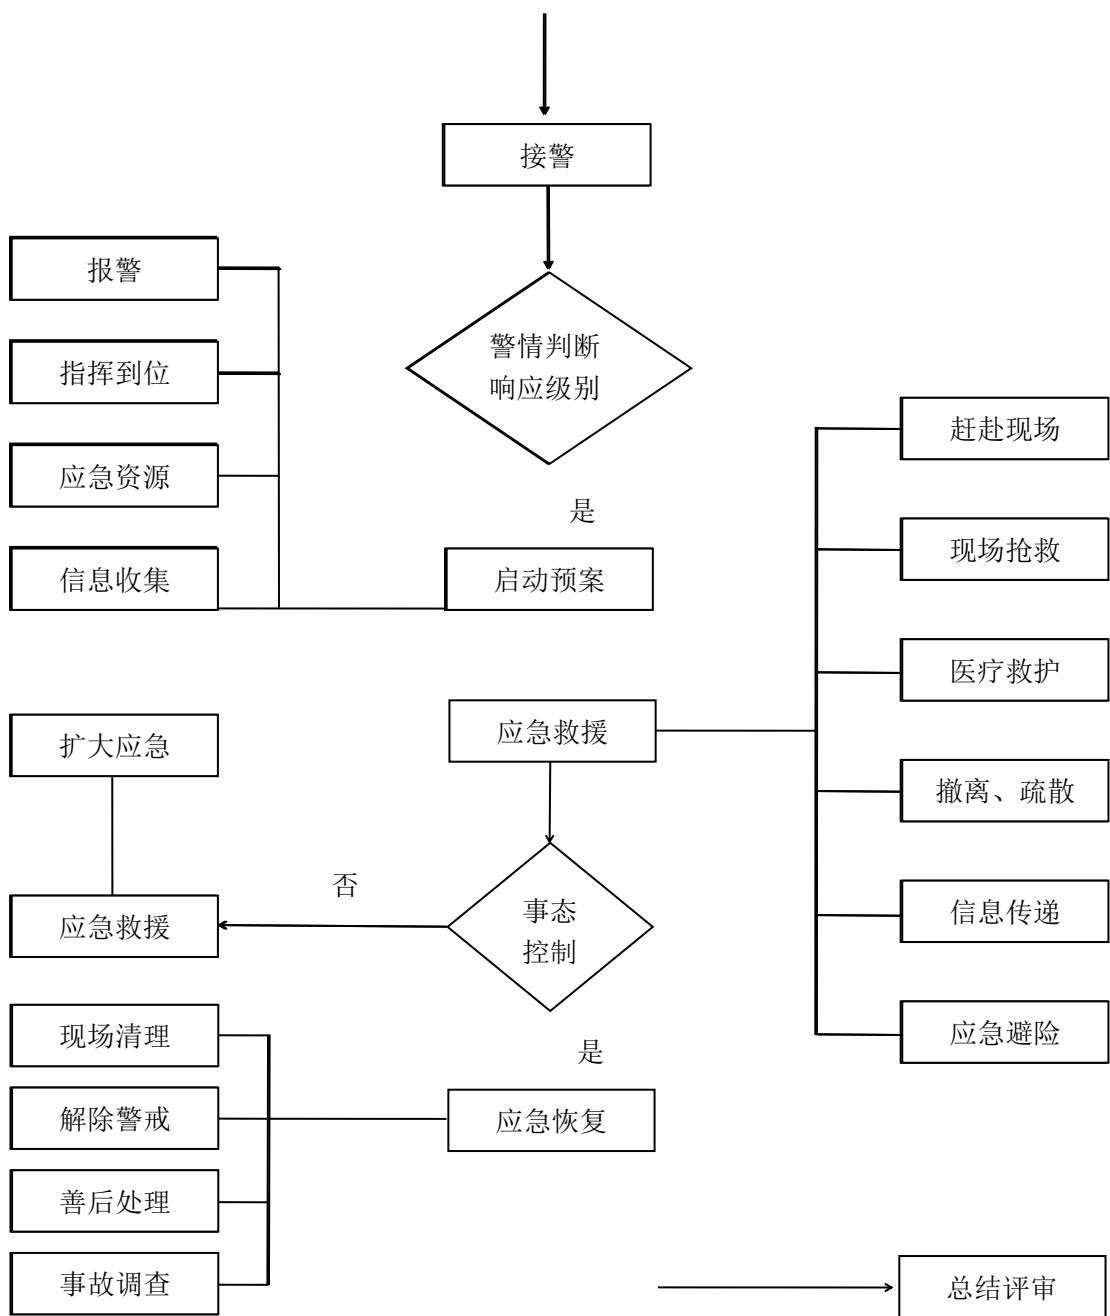 接警
报警
警情判断
响应级别
指挥到位
赶赴现场
应急资源
是
现场抢救
信息收集
启动预案
医疗救护
扩大应急
应急救援
撤离、疏散
否
应急救援
事态
控制
信息传递
现场清理
是
应急避险
解除警戒
应急恢复
善后处理
事故调查
总结评审